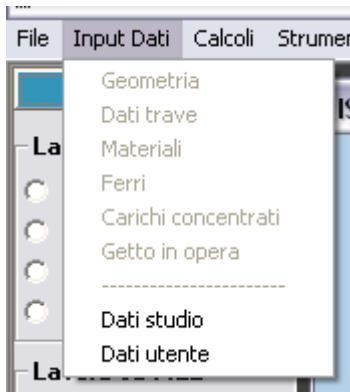 File Input Dati Calcoli
Geometria
Dati trave
Materiali
Ferri
Carichi concentrati
Getto in opera
----------------------
Dati studio
Dati utente